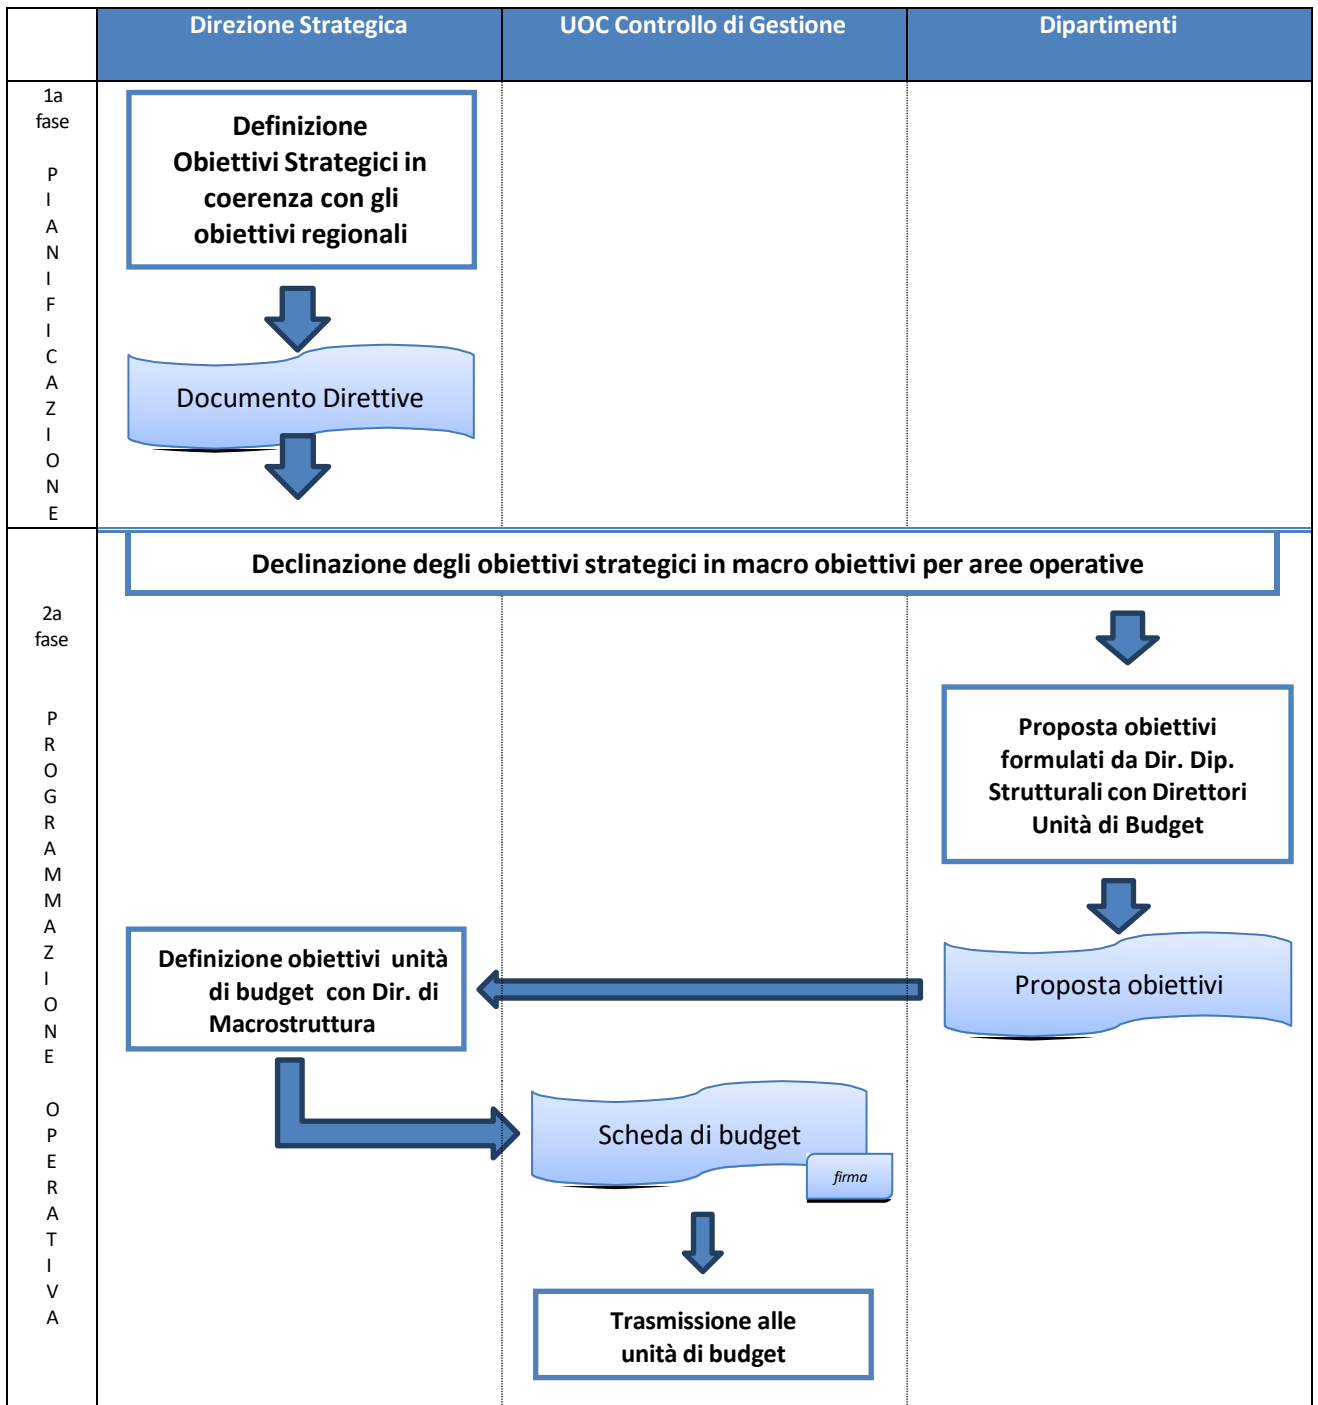 Direzione Strategica
UOC Controllo di Gestione
Dipartimenti
1a
fase
P
I
A
N
I
F
I
C
A
Z
I
O
N
E
Definizione
Obiettivi Strategici in
coerenza con gli
obiettivi regionali
Documento Direttive
Declinazione degli obiettivi strategici in macro obiettivi per aree operative
2a
fase
P
R
O
G
R
A
M
M
A
Z
I
O
N
E
O
P
E
R
A
T
I
V
A
Proposta obiettivi
formulati da Dir. Dip.
Strutturali con Direttori
Unità di Budget
Proposta obiettivi
Definizione obiettivi unità
di budget con Dir. di
Macrostruttura
Scheda di budget
firma
Trasmissione alle
unità di budget